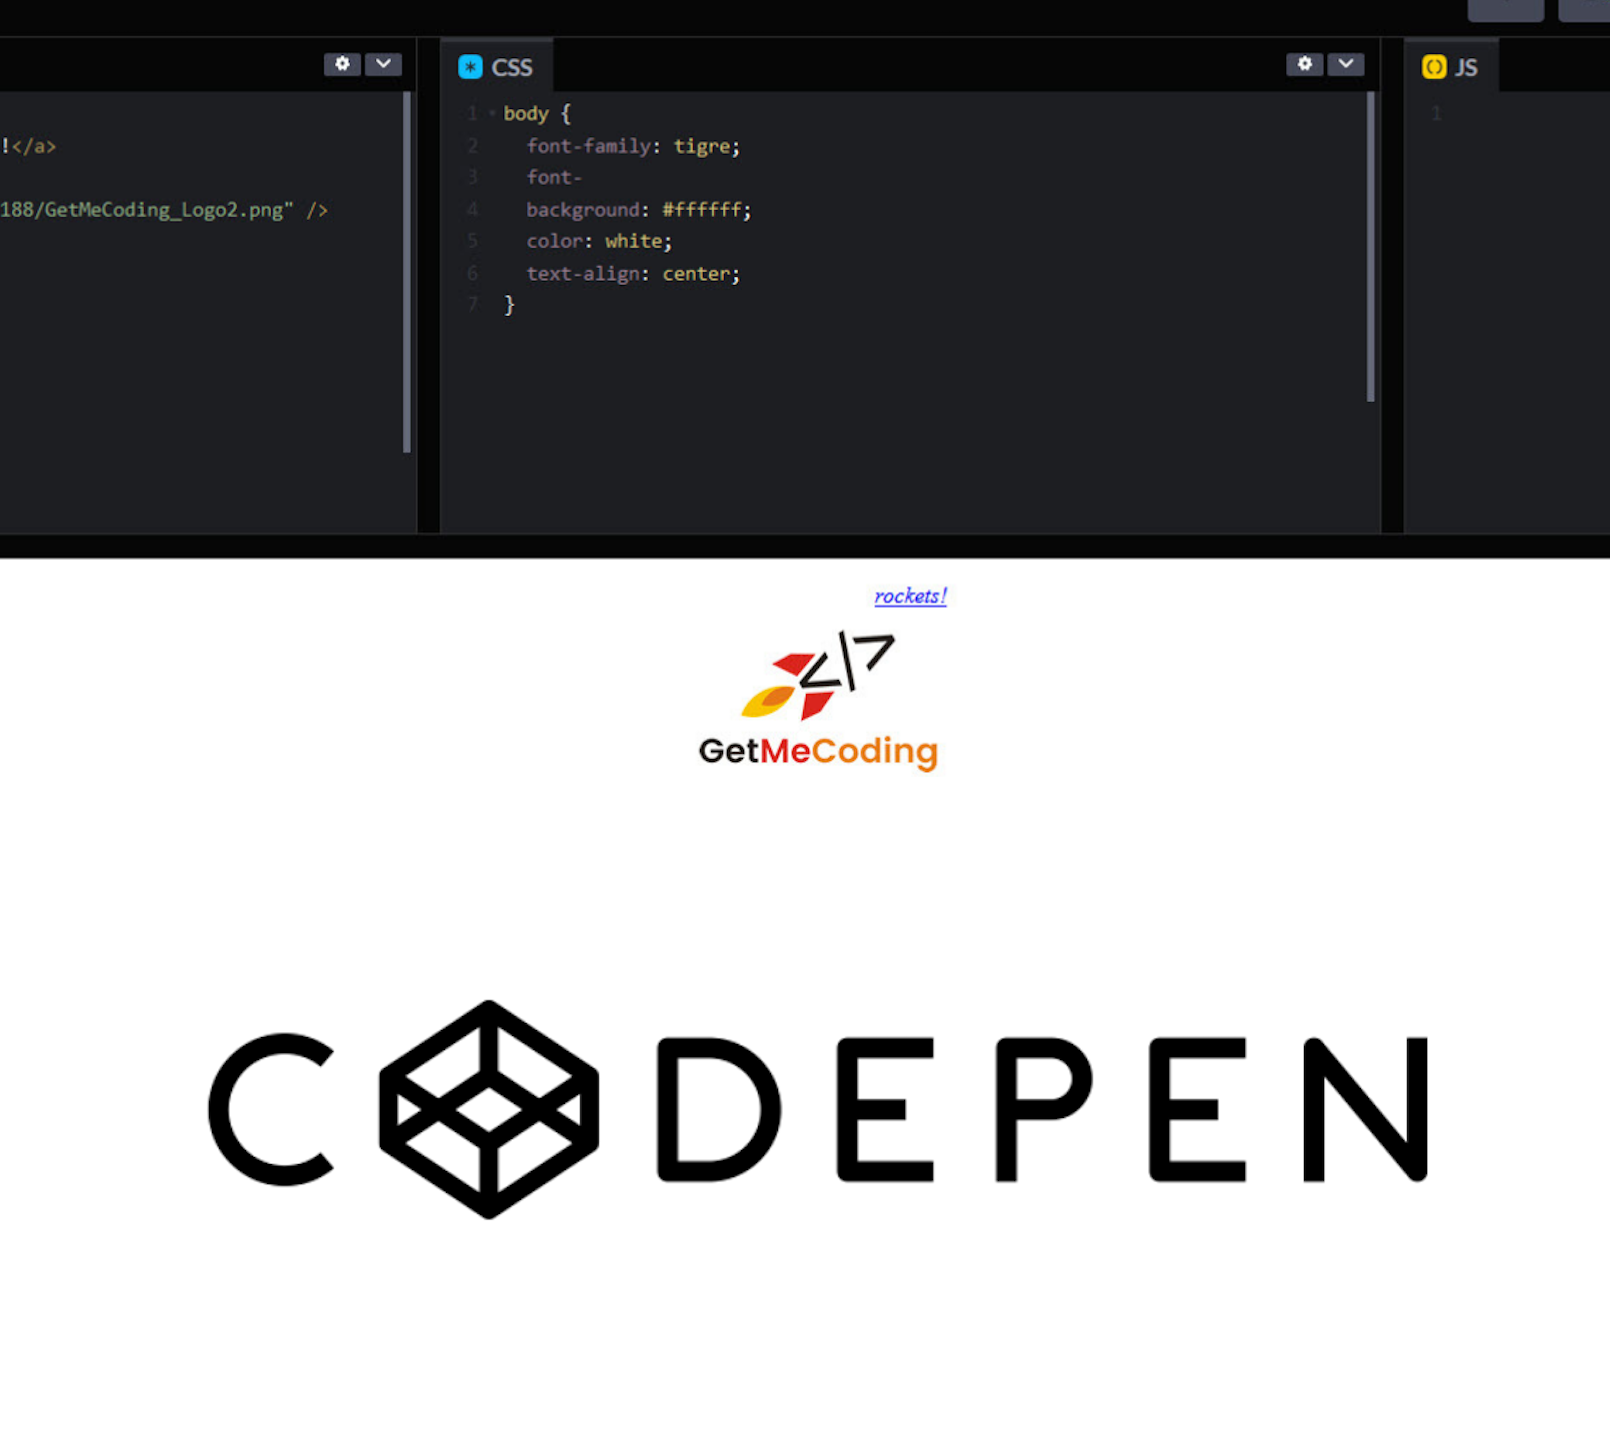 !</a>
188/GetMeCoding_Logo2.png" />
CSS
1 body {
2 font-family: tigre;
3 font-
4 background: #ffffff;
5 color: white;
6 text-align: center;
7 }
JS
1
rockets!
</>
GetMeCoding
CODEPEN